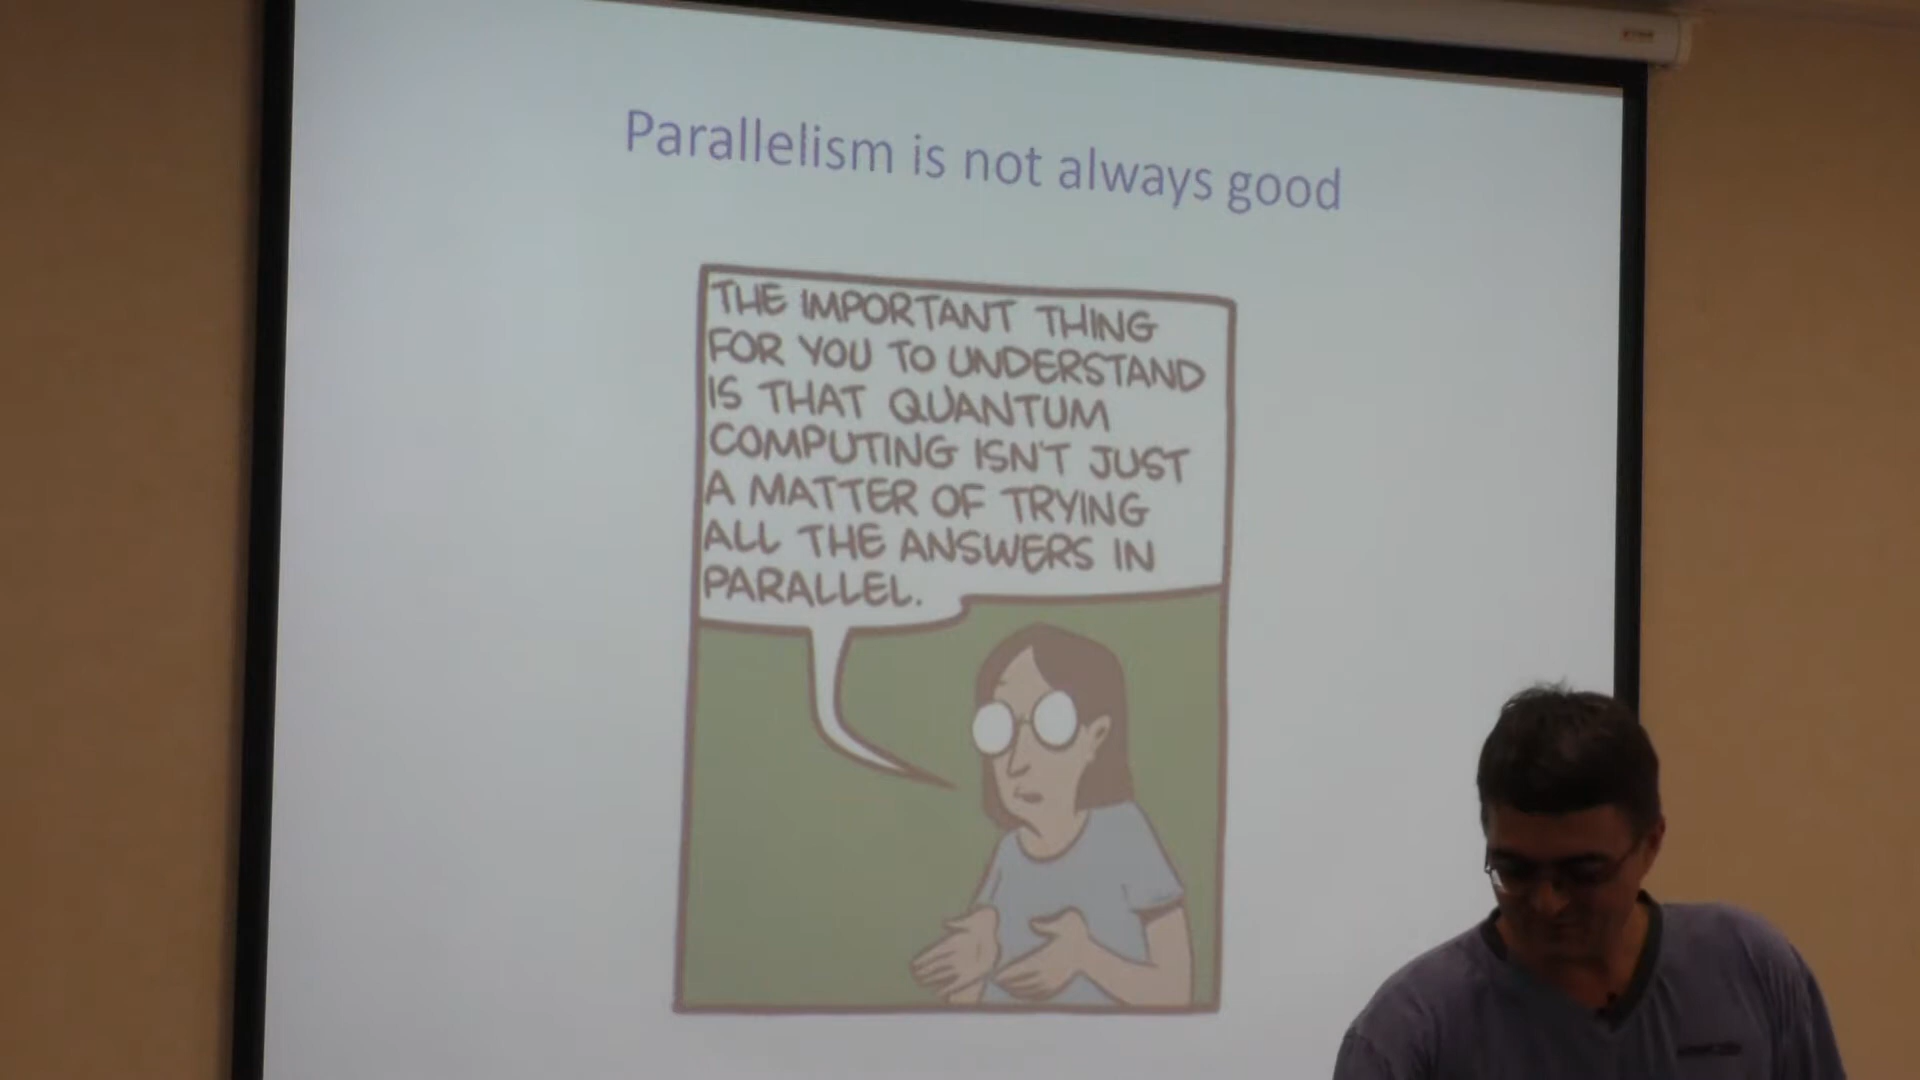 Parallelism is not always good
THE IMPORTANT THING
FOR YOU TO UNDERSTAND
IS THAT QUANTUM
COMPUTING ISN'T JUST
A MATTER OF TRYING
ALL THE ANSWERS IN
PARALLEL.